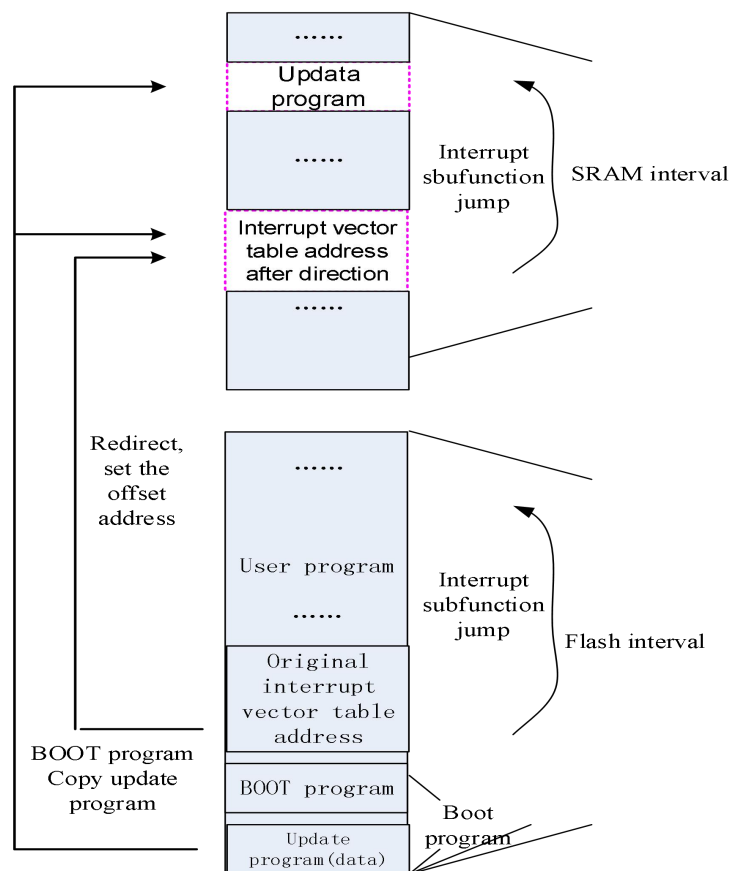 ……
Updata
program
……
Interrupt
sbufunction
jump
SRAM interval
Interrupt vector
table address
after direction
……
Redirect,
set the
offset
address
……
User program
……
Interrupt
subfunction
jump
Flash interval
Original
interrupt
vector table
address
BOOT program
Copy update
program
BOOT program
Boot
program
Update
program(data)